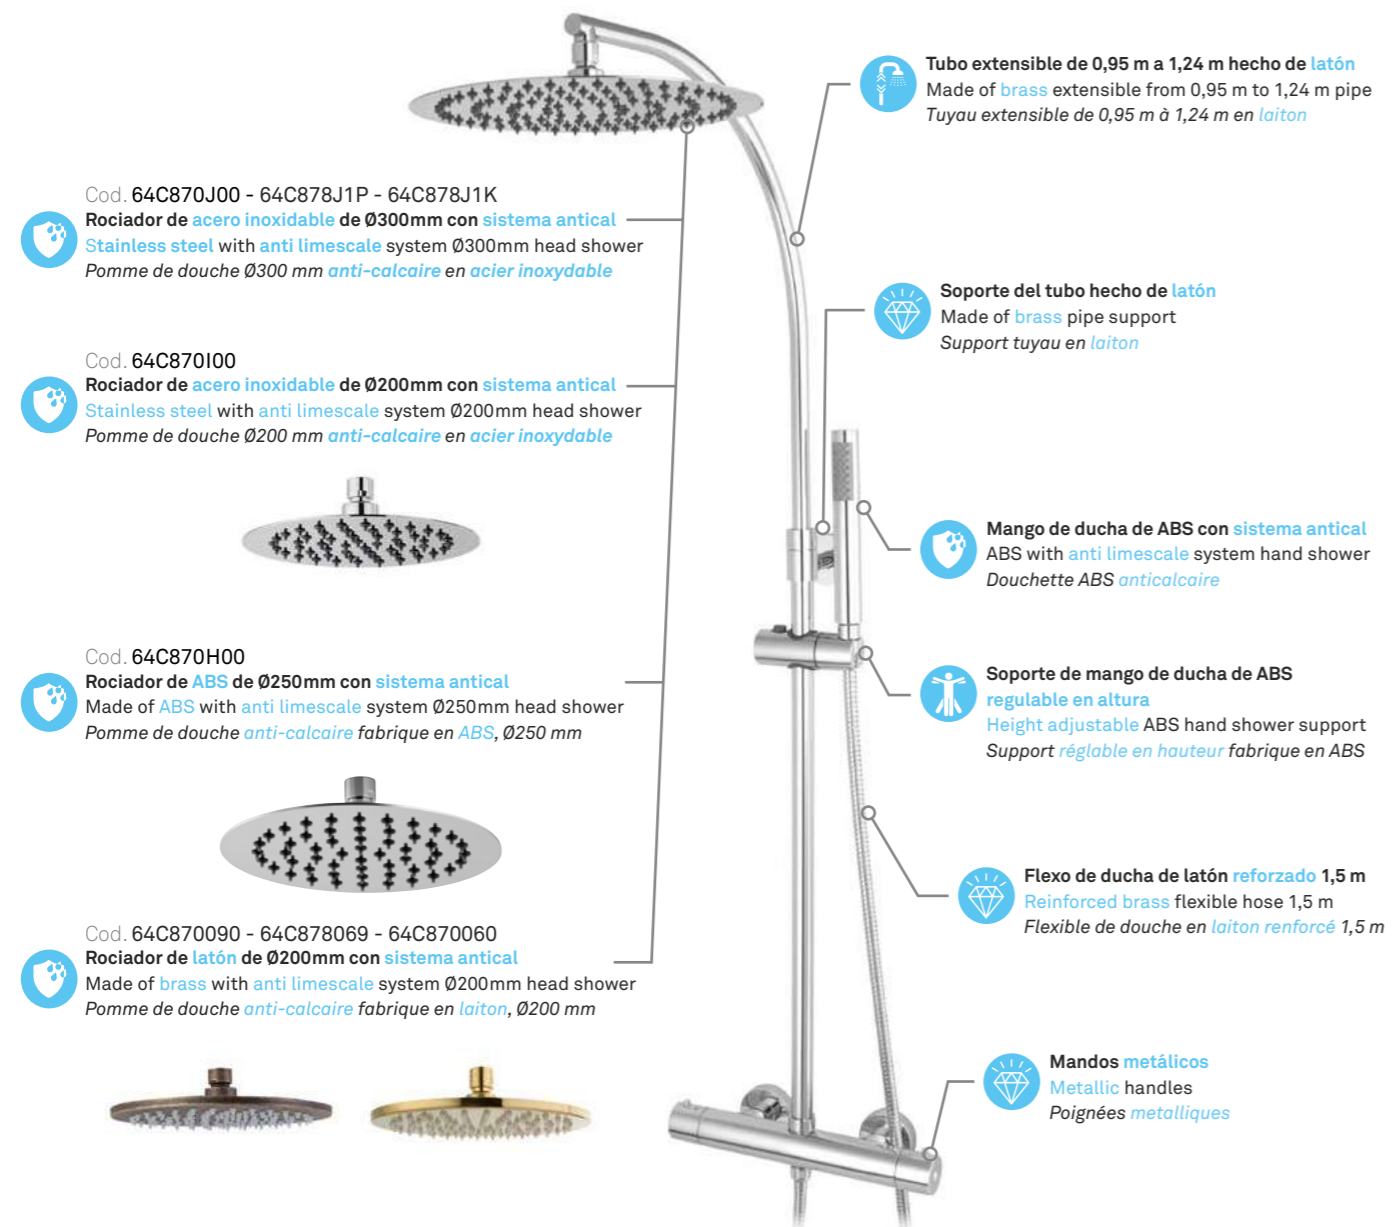 Cod. 64C870J00 - 64C878J1P - 64C878J1K
Rociador de acero inoxidable de Ø300mm con sistema antical
Stainless steel with anti limescale system Ø300mm head shower
Pomme de douche Ø300 mm anti-calcaire en acier inoxydable
Cod. 64C870I00
Rociador de acero inoxidable de Ø200mm con sistema antical
Stainless steel with anti limescale system Ø200mm head shower
Pomme de douche Ø200 mm anti-calcaire en acier inoxydable
Cod. 64C870H00
Rociador de ABS de Ø250mm con sistema antical
Made of ABS with anti limescale system Ø250mm head shower
Pomme de douche anti-calcaire fabrique en ABS, Ø250 mm
Cod. 64C870090 - 64C878069 - 64C870060
Rociador de latón de Ø200mm con sistema antical
Made of brass with anti limescale system Ø200mm head shower
Pomme de douche anti-calcaire fabrique en laiton, Ø200 mm
Tubo extensible de 0,95 m a 1,24 m hecho de latón
Made of brass extensible from 0,95 m to 1,24 m pipe
Tuyau extensible de 0,95 m à 1,24 m en laiton
Soporte del tubo hecho de latón
Made of brass pipe support
Support tuyau en laiton
Mango de ducha de ABS con sistema antical
ABS with anti limescale system hand shower
Douchette ABS anticalcaire
Soporte de mango de ducha de ABS
regulable en altura
Height adjustable ABS hand shower support
Support réglable en hauteur fabrique en ABS
Flexo de ducha de latón reforzado 1,5 m
Reinforced brass flexible hose 1,5 m
Flexible de douche en laiton renforcé 1,5 m
Mandos metálicos
Metallic handles
Poignées metalliques